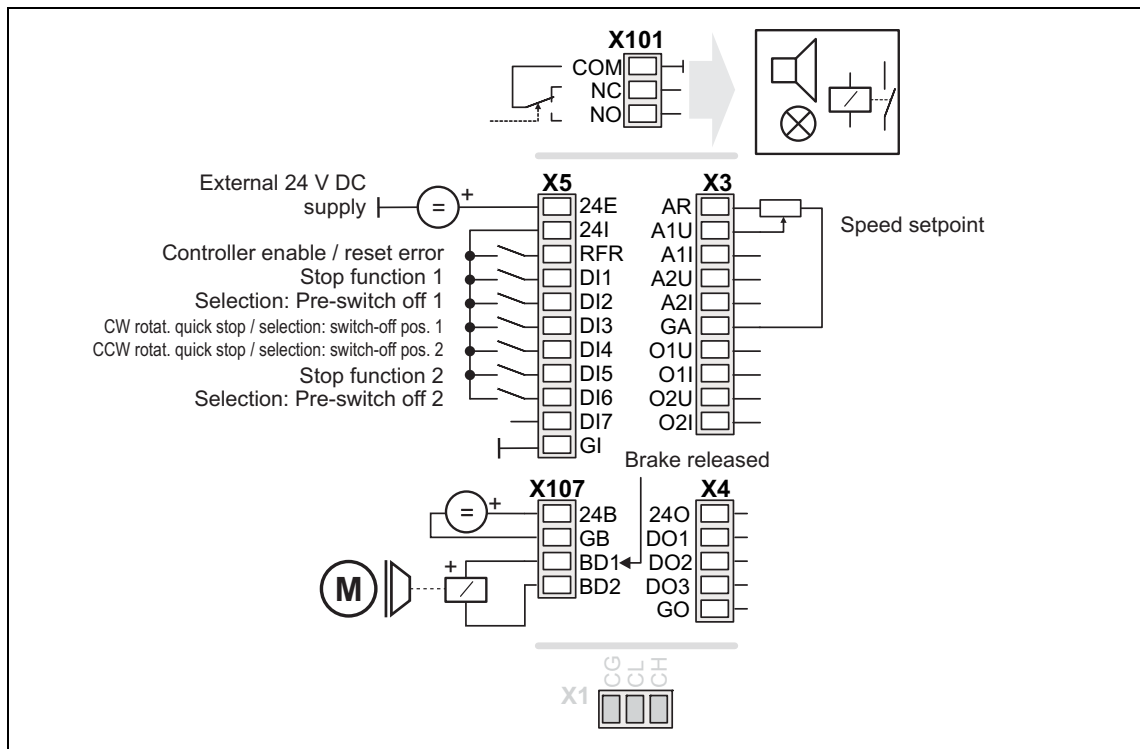 X101
COM
NC
NO
External 24 V DC
supply
=
+
X5
24E
24I
RFR
DI1
DI2
DI3
DI4
DI5
DI6
DI7
GI
Controller enable / reset error
Stop function 1
Selection: Pre-switch off 1
CW rotat. quick stop / selection: switch-off pos. 1
CCW rotat. quick stop / selection: switch-off pos. 2
Stop function 2
Selection: Pre-switch off 2
X3
AR
A1U
A1I
A2U
A2I
GA
O1U
O1I
O2U
O2I
Speed setpoint
Brake released
X107
=
+
24B
GB
BD1
BD2
M
+
X4
24O
DO1
DO2
DO3
GO
X1
CG
CL
CH